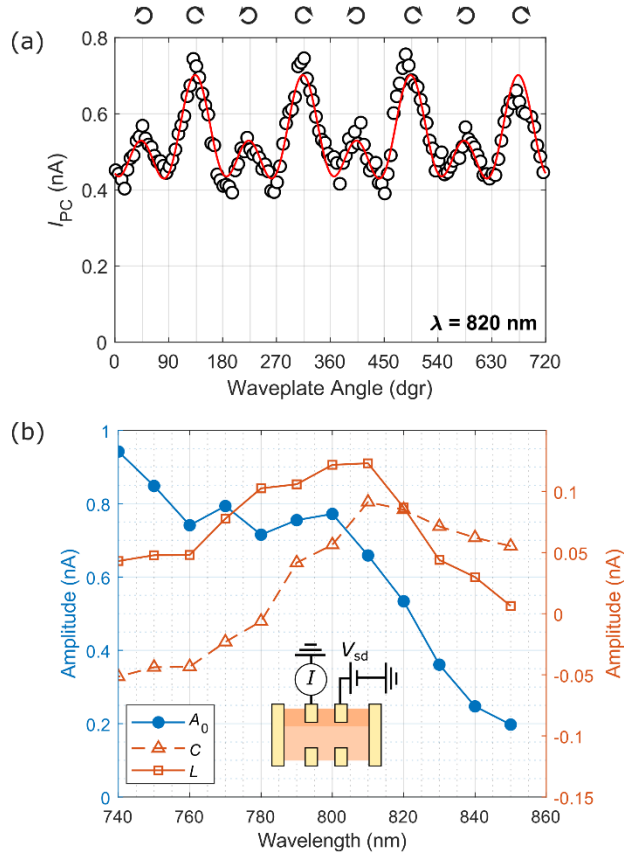 (a)
0.8
0.6
0.4
0.2
0
I_PC (nA)
λ = 820 nm
0 90 180 270 360 450 540 630 720
Waveplate Angle (dgr)
(b)
1
0.8
0.6
0.4
0.2
0
Amplitude (nA)
0.1
0.05
0
-0.05
-0.1
-0.15
Amplitude (nA)
V_sd
I
A_0
C
L
740 760 780 800 820 840 860
Wavelength (nm)